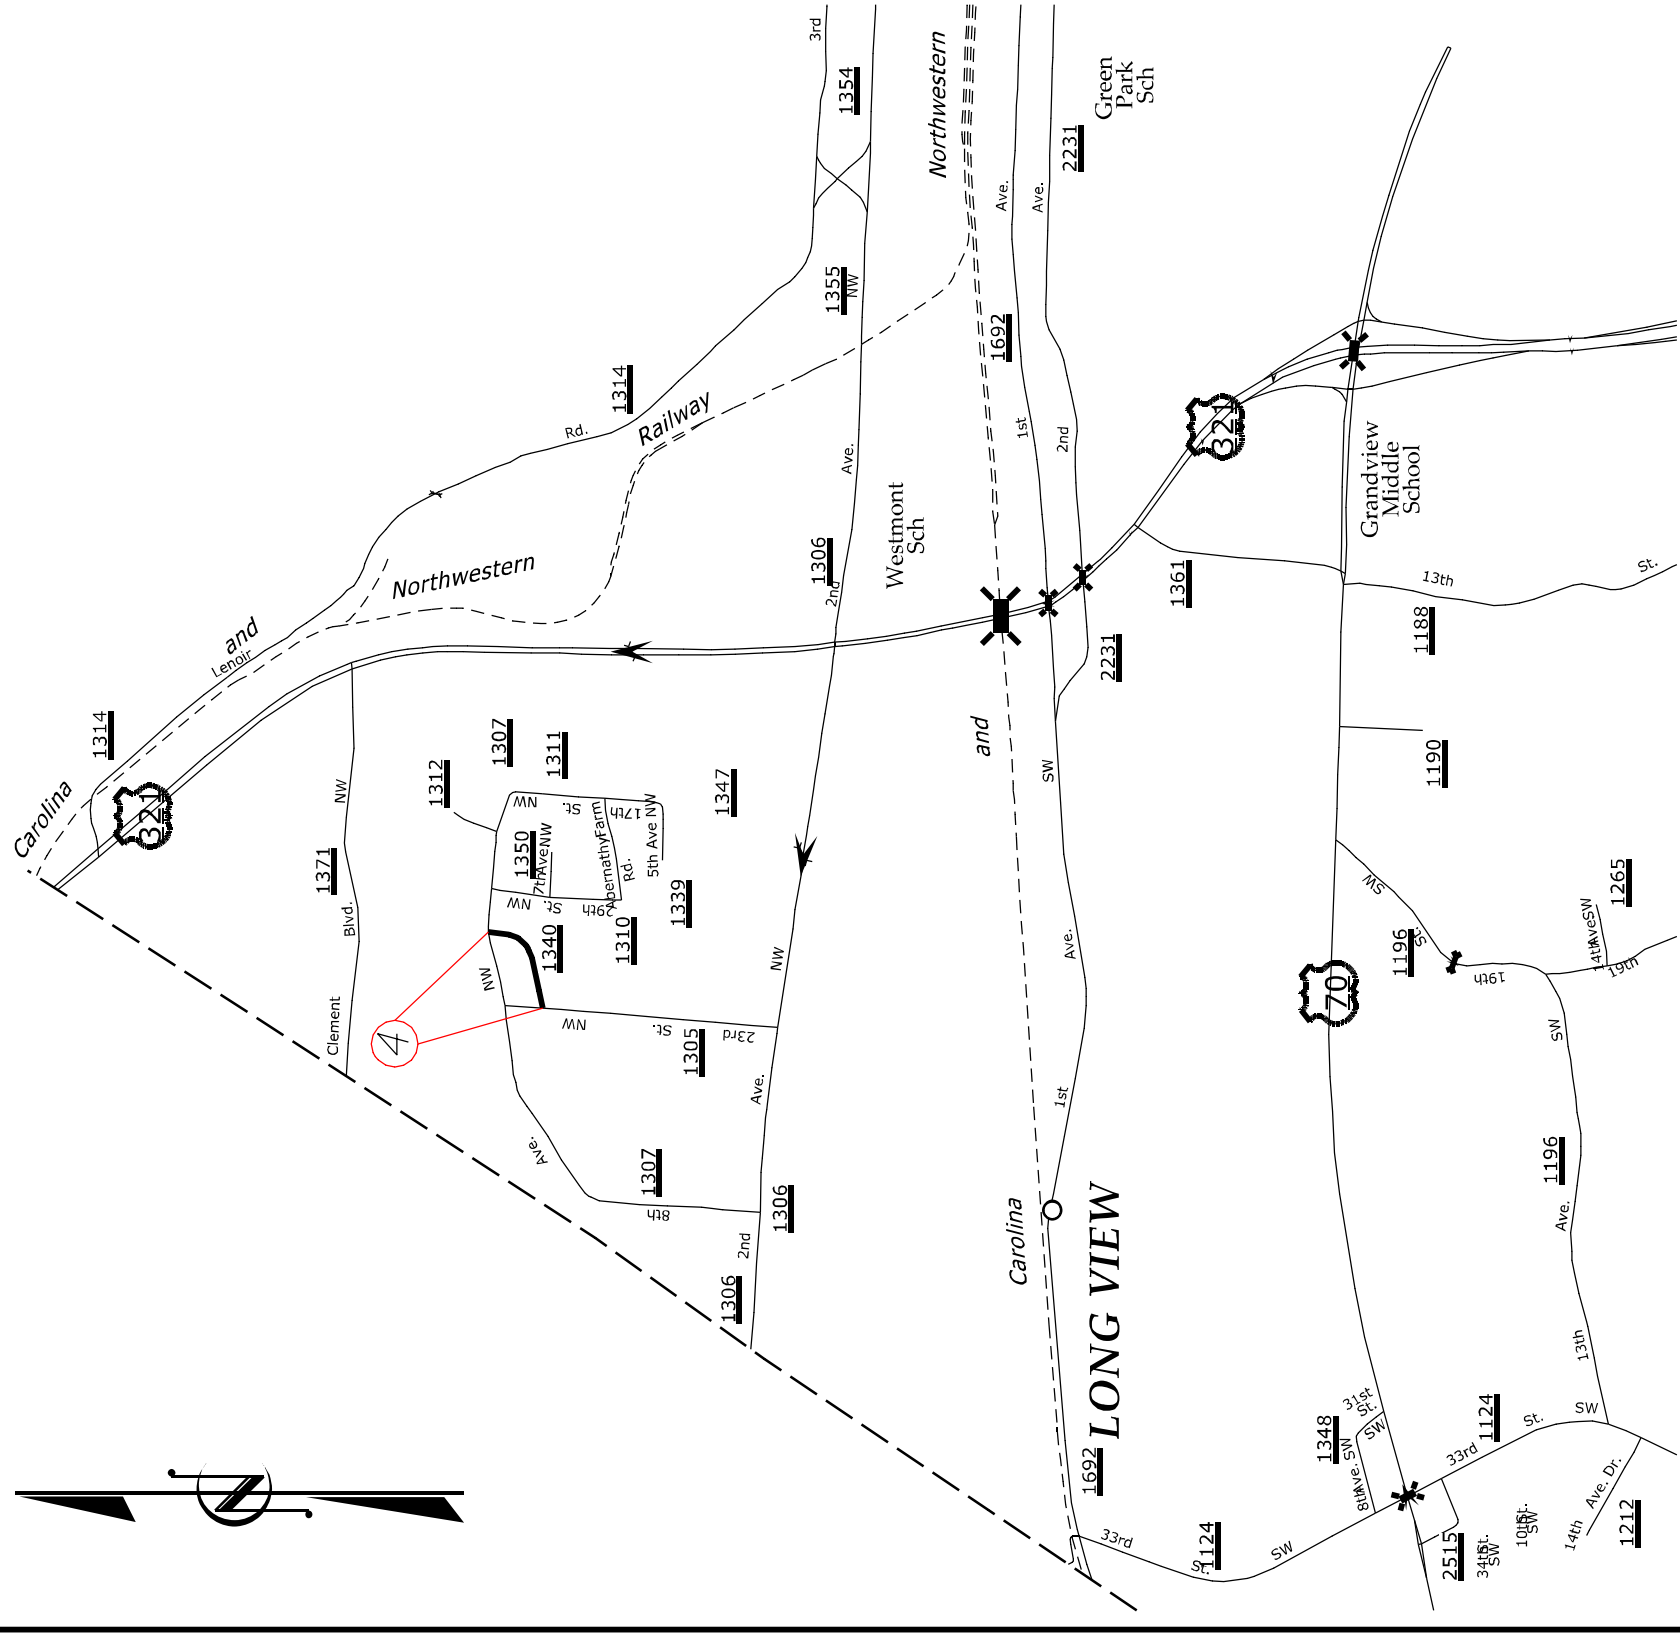 3rd
1354
Northwestern
Green
Park
Sch
2231
Ave.
Ave.
1355
NW
1692
1314
Rd.
Railway
Ave.
1st
2nd
321
Grandview
Middle
School
Westmont
Sch
1306
2nd
Northwestern
1361
13th
St.
1188
and
Lenoir
2231
1314
1307
1311
1312
1347
and
SW
1190
Carolina
321
NW
NW
St.
17th
Abernathy Farm
Rd.
5th Ave NW
1350
7th Ave NW
1371
NW
St.
29th
1339
SW
St.
1265
14th Ave SW
Blvd.
1340
1310
NW
NW
Ave.
1196
19th
19th
70
Clement
4
NW
St.
23rd
1305
SW
Ave.
1st
Ave.
1307
8th
1306
2nd
1306
Carolina
LONG VIEW
1196
Ave.
13th
31st
St.
SW
1348
8th Ave. SW
1124
33rd
St.
SW
1692
33rd
St.
1124
SW
2515
34th St.
SW
10th St.
SW
14th Ave. Dr.
1212
N